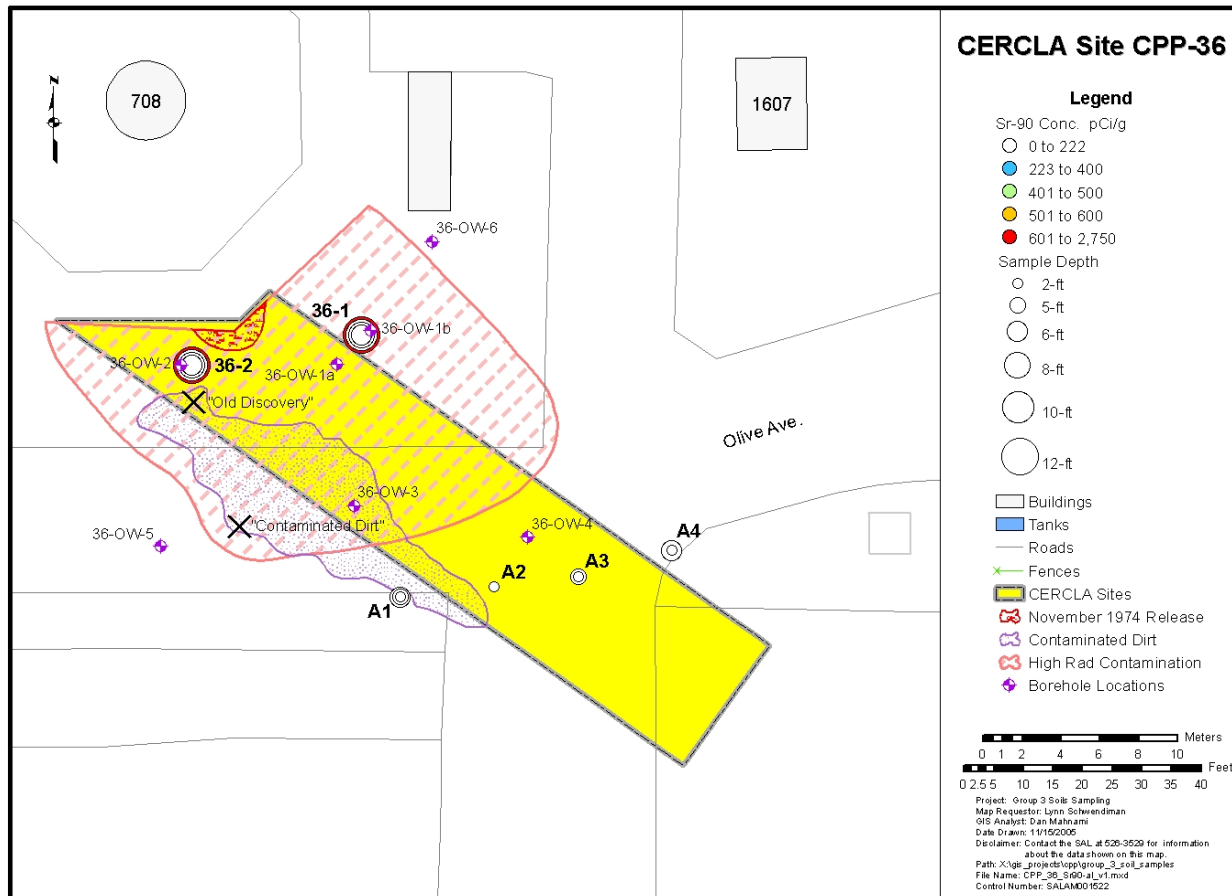 CERCLA Site CPP-36
N
708
1607
36-OW-6
36-1
36-OW-1b
36-OW-2
36-2
36-OW-1a
"Old Discovery"
Olive Ave.
36-OW-3
"Contaminated Dirt"
36-OW-4
36-OW-5
A4
A3
A2
A1
Legend
Sr-90 Conc. pCi/g
0 to 222
223 to 400
401 to 500
501 to 600
601 to 2,750
Sample Depth
2-ft
5-ft
6-ft
8-ft
10-ft
12-ft
Buildings
Tanks
Roads
Fences
CERCLA Sites
November 1974 Release
Contaminated Dirt
High Rad Contamination
Borehole Locations
Meters
0 1 2 4 6 8 10
Feet
0 2.5 5 10 15 20 25 30 35 40
Project: Group 3 Soils Sampling
Map Requestor: Lynn Schwendiman
GIS Analyst: Dan Mahnami
Date Drawn: 11/15/2005
Disclaimer: Contact the SAL at 526-3529 for information
about the data shown on this map.
Path: X:\gis_projects\cpp\group_3_soil_samples
File Name: CPP_36_Sr90-al_v1.mxd
Control Number: SALAM001522